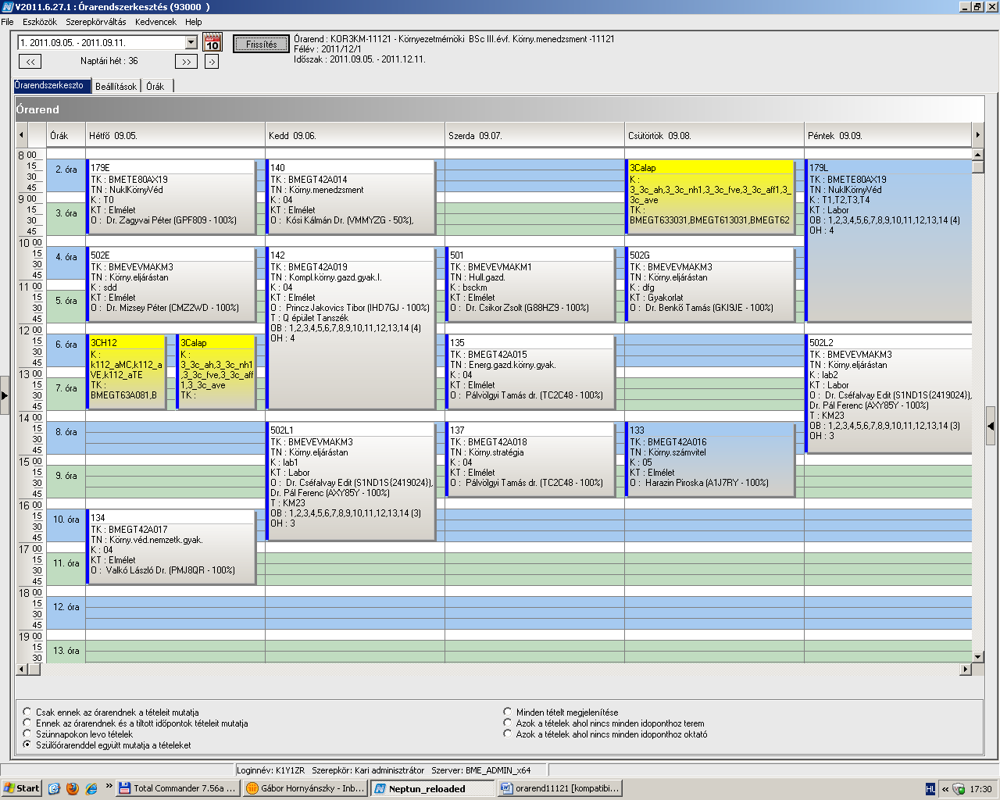 V2011.6.27.1 : Órarendszerkesztés (93000  )
File Eszközök Szerepkörváltás Kedvencek Help
1. 2011.09.05. - 2011.09.11.
10
Frissítés
Órarend : KOR3KM-11121 - Környezetmérnöki BSc III.évf. Körny.menedzsment -11121
Félév : 2011/12/1
Időszak : 2011.09.05. - 2011.12.11.
<< Naptári hét : 36 >> ->
Órarendszerkeszto Beállítások Órák
Órarend
Órák Hétfő 09.05. Kedd 09.06. Szerda 09.07. Csütörtök 09.08. Péntek 09.09.
8 00
15
30
45
9 00
15
30
45
10 00
15
30
45
11 00
15
30
45
12 00
15
30
45
13 00
15
30
45
14 00
15
30
45
15 00
15
30
45
16 00
15
30
45
17 00
15
30
45
18 00
15
30
45
19 00
15
30
2. óra
3. óra
4. óra
5. óra
6. óra
7. óra
8. óra
9. óra
10. óra
11. óra
12. óra
13. óra
179E
TK : BMETE80AX19
TN : NuklKörnyVéd
K : T0
KT : Elmélet
O : Dr. Zagyvai Péter (GPF809 - 100%)
502E
TK : BMEVEVMAKM3
TN : Körny.eljárástan
K : sdd
KT : Elmélet
O : Dr. Mizsey Péter (CMZ2WD - 100%)
3CH12
K :
k112_aMC,k112_a
VE,k112_aTE
TK :
BMEGT63A081,B
3Calap
K :
3_3c_ah,3_3c_nh1
,3_3c_fve,3_3c_aff
1,3_3c_ave
TK :
134
TK : BMEGT42A017
TN : Körny.véd.nemzetk.gyak.
K : 04
KT : Elmélet
O : Valkó László Dr. (PMJ8QR - 100%)
140
TK : BMEGT42A014
TN : Körny.menedzsment
K : 04
KT : Elmélet
O : Kósi Kálmán Dr. (VMMYZG - 50%),
142
TK : BMEGT42A019
TN : Kompl.körny.gazd.gyak.I.
K : 04
KT : Elmélet
O : Princz Jakovics Tibor (IHD7GJ - 100%)
T : Q épület Tanszék
OB : 1,2,3,4,5,6,7,8,9,10,11,12,13,14 (4)
OH : 4
502L1
TK : BMEVEVMAKM3
TN : Körny.eljárástan
K : lab1
KT : Labor
O : Dr. Cséfalvay Edit (S1ND1S{2419024}),
Dr. Pál Ferenc (AXY85Y - 100%)
T : KM23
OB : 1,2,3,4,5,6,7,8,9,10,11,12,13,14 (3)
OH : 3
501
TK : BMEVEVMAKM1
TN : Hull.gazd.
K : bsckm
KT : Elmélet
O : Dr. Csikor Zsolt (G88HZ9 - 100%)
135
TK : BMEGT42A015
TN : Energ.gazd.körny.gyak.
K : 04
KT : Elmélet
O : Pálvölgyi Tamás dr. (TC2C48 - 100%)
137
TK : BMEGT42A018
TN : Körny.stratégia
K : 04
KT : Elmélet
O : Pálvölgyi Tamás dr. (TC2C48 - 100%)
3Calap
K :
3_3c_ah,3_3c_nh1,3_3c_fve,3_3c_aff1,3_
3c_ave
TK :
BMEGT633031,BMEGT613031,BMEGT62
502G
TK : BMEVEVMAKM3
TN : Körny.eljárástan
K : dfg
KT : Gyakorlat
O : Dr. Benkő Tamás (GKI9JE - 100%)
133
TK : BMEGT42A016
TN : Körny.számvitel
K : 05
KT : Elmélet
O : Harazin Piroska (A1J7RY - 100%)
179L
TK : BMETE80AX19
TN : NuklKörnyVéd
K : T1,T2,T3,T4
KT : Labor
OB : 1,2,3,4,5,6,7,8,9,10,11,12,13,14 (4)
OH : 4
502L2
TK : BMEVEVMAKM3
TN : Körny.eljárástan
K : lab2
KT : Labor
O : Dr. Cséfalvay Edit (S1ND1S{2419024}),
Dr. Pál Ferenc (AXY85Y - 100%)
T : KM23
OB : 1,2,3,4,5,6,7,8,9,10,11,12,13,14 (3)
OH : 3
Csak ennek az órarendnek a tételeit mutatja
Ennek az órarendnek és a tiltott időpontok tételeit mutatja
Szünnapokon levo tételek
Szülőórarenddel együtt mutatja a tételeket
Minden tételt megjelenítése
Azok a tételek ahol nincs minden idoponthoz terem
Azok a tételek ahol nincs minden idoponthoz oktató
Loginnév: K1Y1ZR Szerepkör: Kari adminisztrátor Szerver: BME_ADMIN_x64
Start » Total Commander 7.56a ... Gábor Hornyánszky - Inb... Neptun_reloaded orarend11121 [kompatibi... HU « 17:30